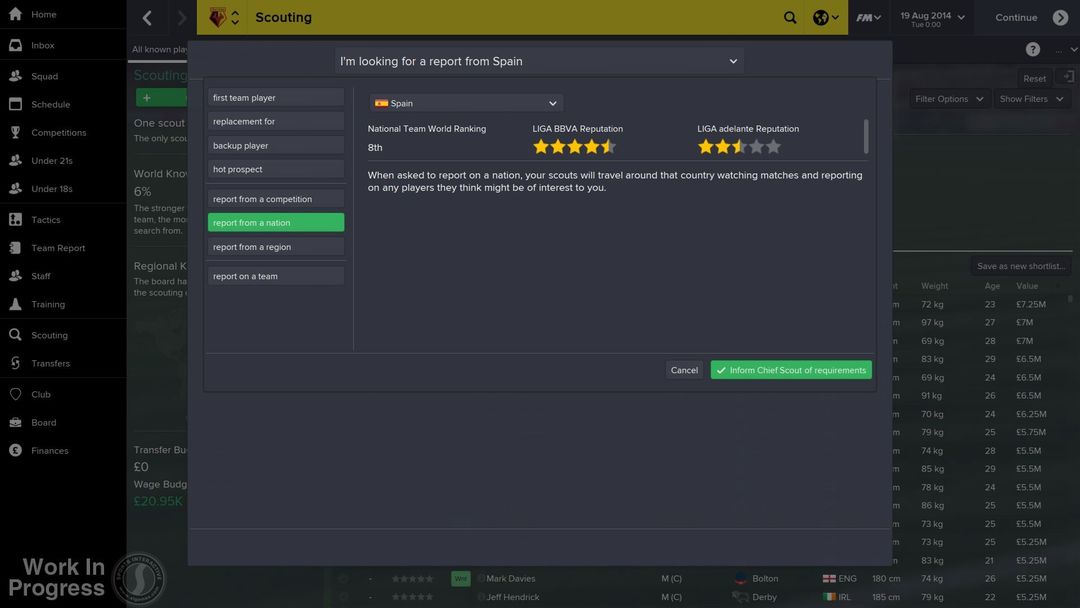 Home
Scouting
FM
19 Aug 2014
Tue 0:00
Continue
Inbox
Squad
Schedule
Competitions
Under 21s
Under 18s
Tactics
Team Report
Staff
Training
Scouting
Transfers
Club
Board
Finances
Work In
Progress
SPORTS INTERACTIVE
All known play
Scouting
+
One scout
The only scou
World Know
6%
The stronger
team, the mos
search from.
Regional K
The board ha
the scouting
Transfer Bu
£0
Wage Budg
£20.95K
I'm looking for a report from Spain
first team player
replacement for
backup player
hot prospect
report from a competition
report from a nation
report from a region
report on a team
Spain
National Team World Ranking LIGA BBVA Reputation LIGA adelante Reputation
8th
When asked to report on a nation, your scouts will travel around that country watching matches and reporting
on any players they think might be of interest to you.
Cancel
Inform Chief Scout of requirements
? ...
Reset
Filter Options Show Filters
Save as new shortlist...
ht Weight Age Value
m 72 kg 23 £7.25M
m 97 kg 27 £7M
m 69 kg 28 £7M
m 83 kg 29 £6.5M
m 69 kg 24 £6.5M
m 91 kg 26 £6.5M
m 70 kg 24 £6.25M
m 79 kg 25 £5.75M
m 74 kg 28 £5.5M
m 85 kg 29 £5.5M
m 78 kg 24 £5.5M
m 86 kg 25 £5.5M
m 73 kg 25 £5.5M
m 73 kg 25 £5.25M
m 83 kg 21 £5.25M
- Wnt Mark Davies M (C) Bolton ENG 180 cm 74 kg 26 £5.25M
- Jeff Hendrick M (C) Derby IRL 185 cm 79 kg 22 £5.25M